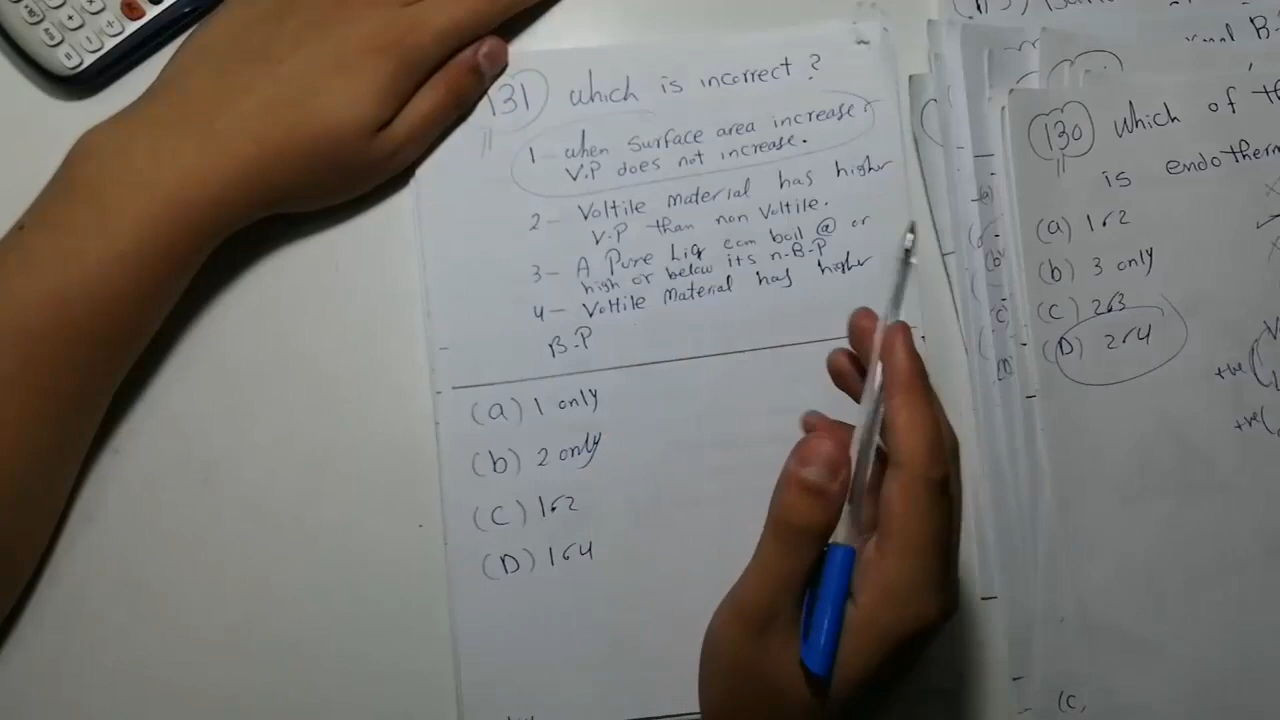 131 which is incorrect?
1 - when surface area increase
V.P does not increase.
2 - Voltile material has higher
V.P than non Voltile.
3 - A Pure Liq can boil @ or
high or below its n-B-P
4 - Voltile Material has higher
B-P
(a) 1 only
(b) 2 only
(C) 1 & 2
(D) 1 & 4
130 Which of
is endotherm
(a) 1 & 2
(b) 3 only
(C) 2 & 3
(D) 2 & 4
+ve
+ve
(C,